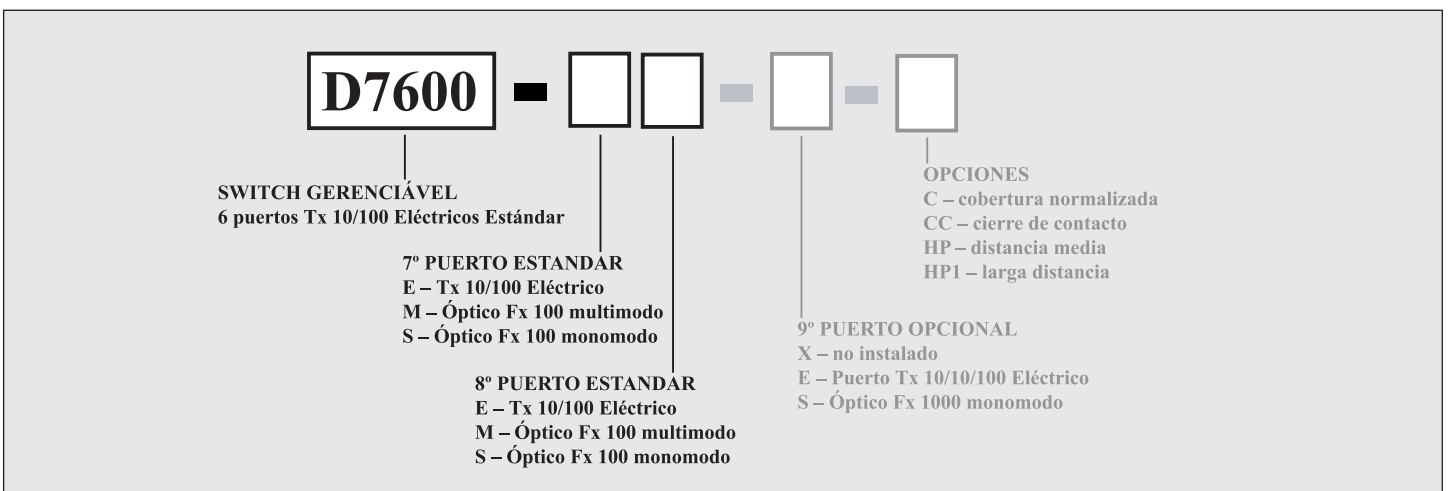 D7600
SWITCH GERENCIÁVEL
6 puertos Tx 10/100 Eléctricos Estándar
7º PUERTO ESTANDAR
E – Tx 10/100 Eléctrico
M – Óptico Fx 100 multimodo
S – Óptico Fx 100 monomodo
8º PUERTO ESTANDAR
E – Tx 10/100 Eléctrico
M – Óptico Fx 100 multimodo
S – Óptico Fx 100 monomodo
9º PUERTO OPCIONAL
X – no instalado
E – Puerto Tx 10/10/100 Eléctrico
S – Óptico Fx 1000 monomodo
OPCIONES
C – cobertura normalizada
CC – cierre de contacto
HP – distancia media
HP1 – larga distancia